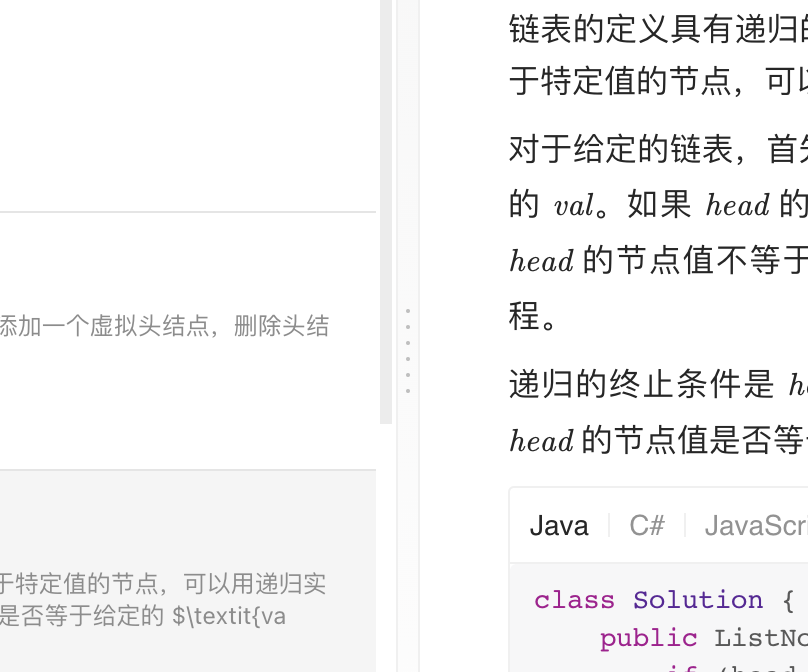 添加一个虚拟头结点，删除头结
于特定值的节点，可以用递归实
是否等于给定的 $\textit{va
链表的定义具有递归的
于特定值的节点，可以
对于给定的链表，首先
的 val。如果 head 的
head 的节点值不等于
程。
递归的终止条件是 he
head 的节点值是否等
Java C# JavaScri
class Solution {
public ListNo
if (head